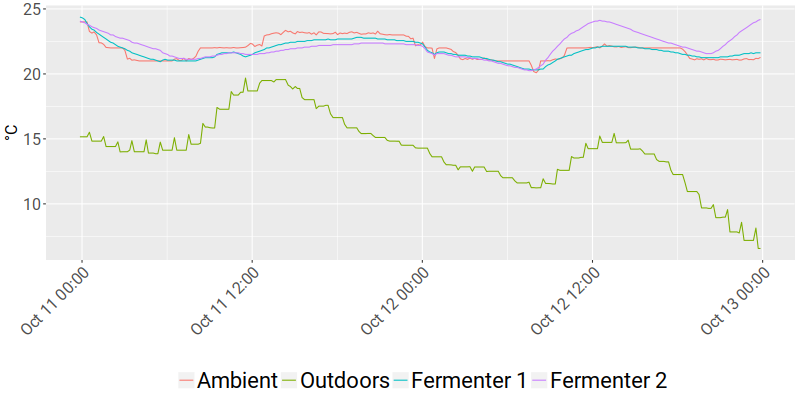 25
20
15
10
°C
Oct 11 00:00
Oct 11 12:00
Oct 12 00:00
Oct 12 12:00
Oct 13 00:00
Ambient Outdoors Fermenter 1 Fermenter 2